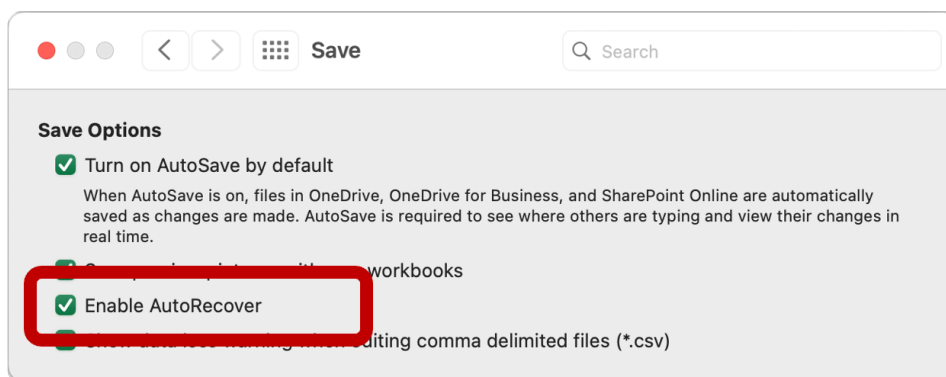 Save
Search
Save Options
Turn on AutoSave by default
When AutoSave is on, files in OneDrive, OneDrive for Business, and SharePoint Online are automatically
saved as changes are made. AutoSave is required to see where others are typing and view their changes in
real time.
workbooks
Enable AutoRecover
when editing comma delimited files (*.csv)